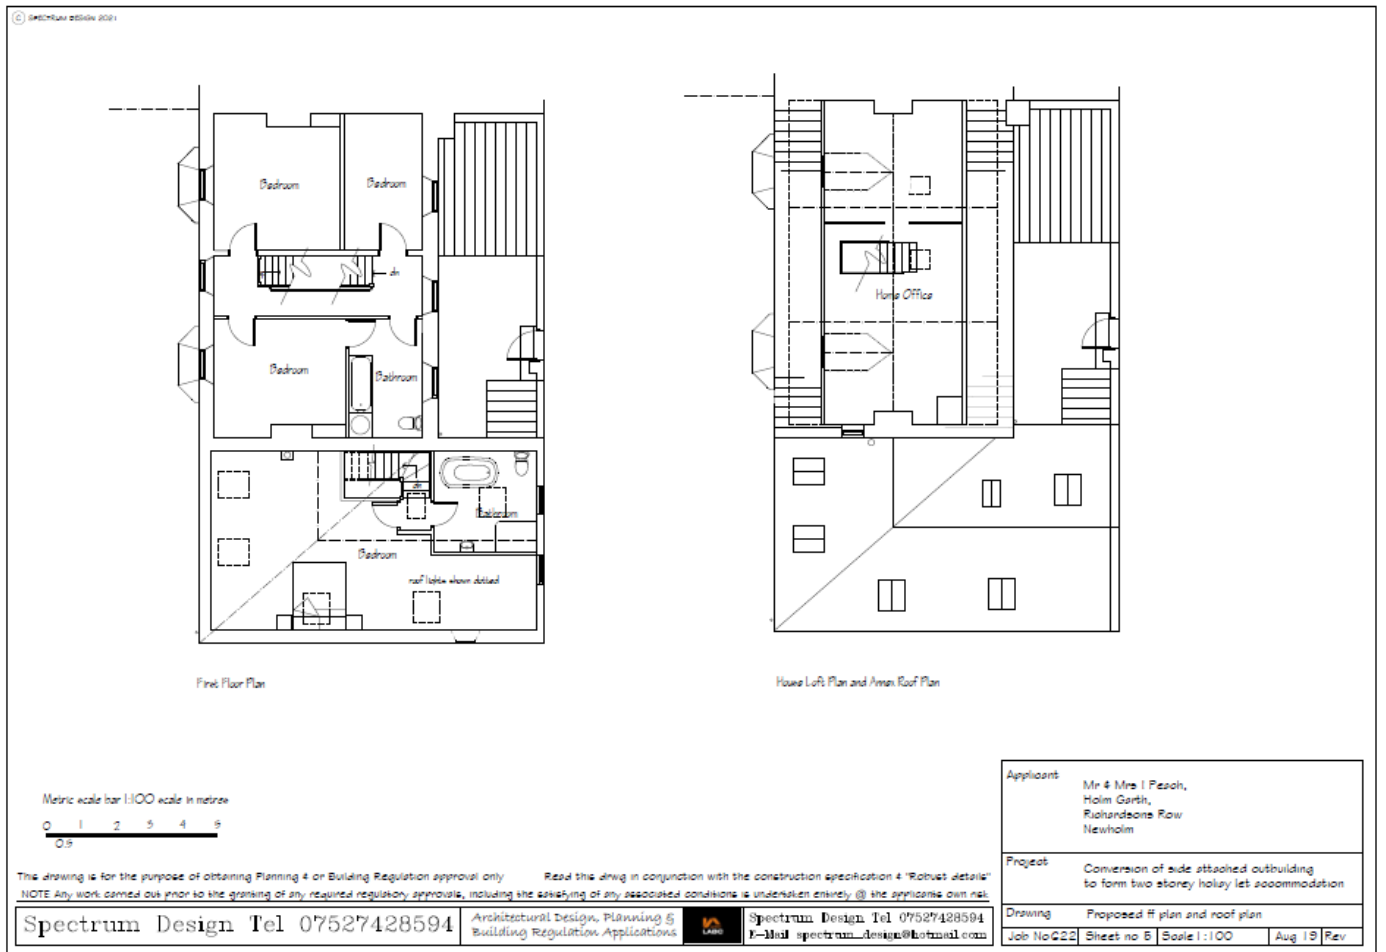 © SPECTRUM DESIGN 2021
Bedroom
Bedroom
dn
Bedroom
Bathroom
dn
Bathroom
Bedroom
roof lights shown dotted
First Floor Plan
Home Office
House Loft Plan and Annex Roof Plan
Metric scale bar 1:100 scale in metres
0 1 2 3 4 5
0.5
This drawing is for the purpose of obtaining Planning & or Building Regulation approval only
Read this drwg in conjunction with the construction specification & "Robust details"
NOTE Any work carried out prior to the granting of any required regulatory approvals, including the satisfying of any associated conditions is undertaken entirely @ the applicants own risk
Spectrum Design Tel 07527428594
Architectural Design, Planning &
Building Regulation Applications
LABC
Spectrum Design Tel 07527428594
E-Mail spectrum_design@hotmail.com
Applicant
Mr & Mrs I Peach,
Holm Garth,
Richardsons Row
Newholm
Project
Conversion of side attached outbuilding
to form two storey holiay let accommodation
Drawing
Proposed ff plan and roof plan
Job No622 Sheet no 5 Scale 1:100 Aug 19 Rev